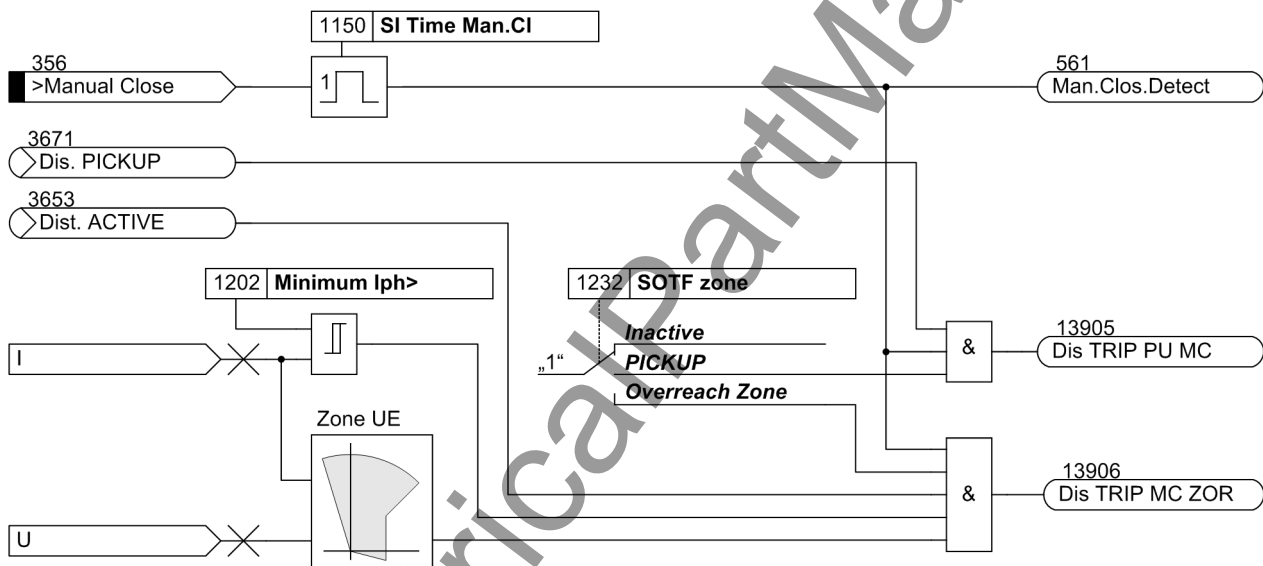 1150 SI Time Man.Cl
356
>Manual Close
1
561
Man.Clos.Detect
3671
Dis. PICKUP
3653
Dist. ACTIVE
1202 Minimum Iph>
1232 SOTF zone
Inactive
„1“
PICKUP
Overreach Zone
I
&
13905
Dis TRIP PU MC
Zone UE
&
13906
Dis TRIP MC ZOR
U